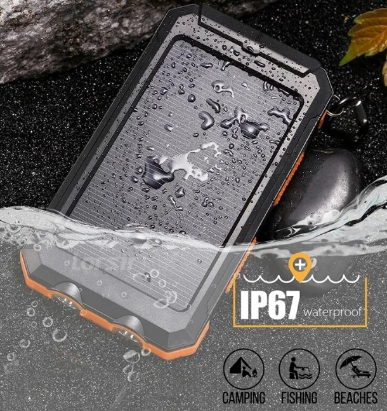 IP67 waterproof
CAMPING FISHING BEACHES